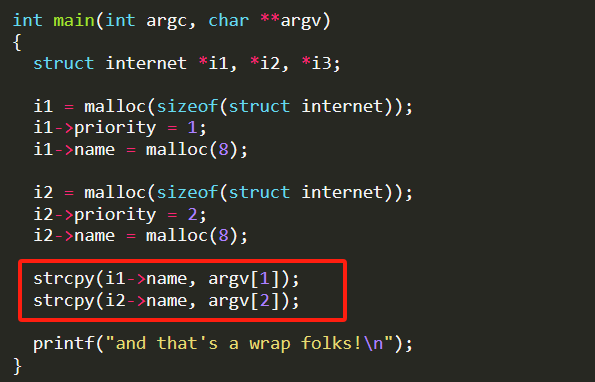 int main(int argc, char **argv)
{
  struct internet *i1, *i2, *i3;

  i1 = malloc(sizeof(struct internet));
  i1->priority = 1;
  i1->name = malloc(8);

  i2 = malloc(sizeof(struct internet));
  i2->priority = 2;
  i2->name = malloc(8);

  strcpy(i1->name, argv[1]);
  strcpy(i2->name, argv[2]);

  printf("and that's a wrap folks!\n");
}